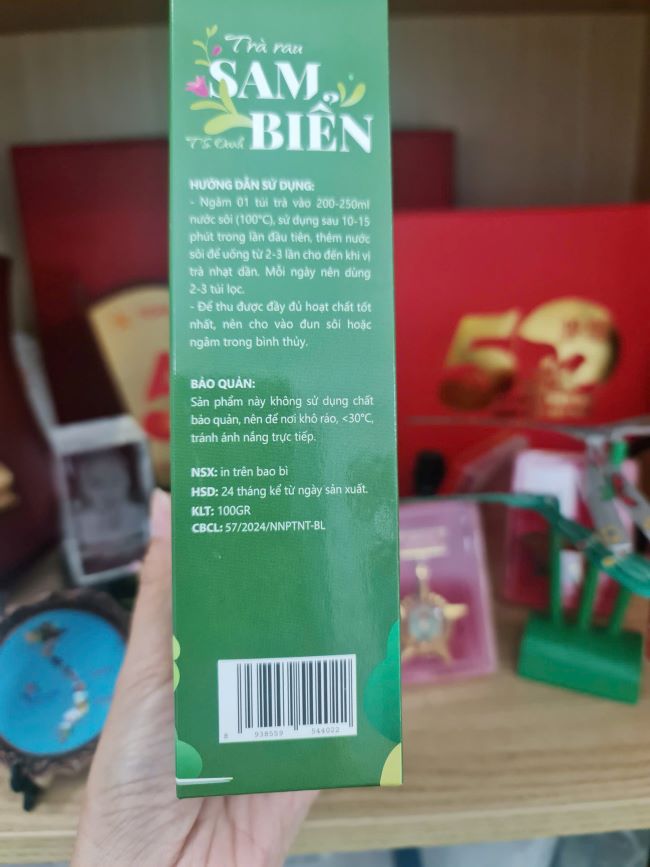 Trà rau
SAM
BIỂN
HƯỚNG DẪN SỬ DỤNG:
- Ngâm 01 túi trà vào 200-250ml
nước sôi (100°C), sử dụng sau 10-15
phút trong lần đầu tiên, thêm nước
sôi để uống từ 2-3 lần cho đến khi vị
trà nhạt dần. Mỗi ngày nên dùng
2-3 túi lọc.
- Để thu được đầy đủ hoạt chất tốt
nhất, nên cho vào đun sôi hoặc
ngâm trong bình thủy.
BẢO QUẢN:
Sản phẩm này không sử dụng chất
bảo quản, nên để nơi khô ráo, <30°C,
tránh ánh nắng trực tiếp.
NSX: in trên bao bì
HSD: 24 tháng kể từ ngày sản xuất.
KLT: 100GR
CBCL: 57/2024/NNPTNT-BL
8 938559 544022